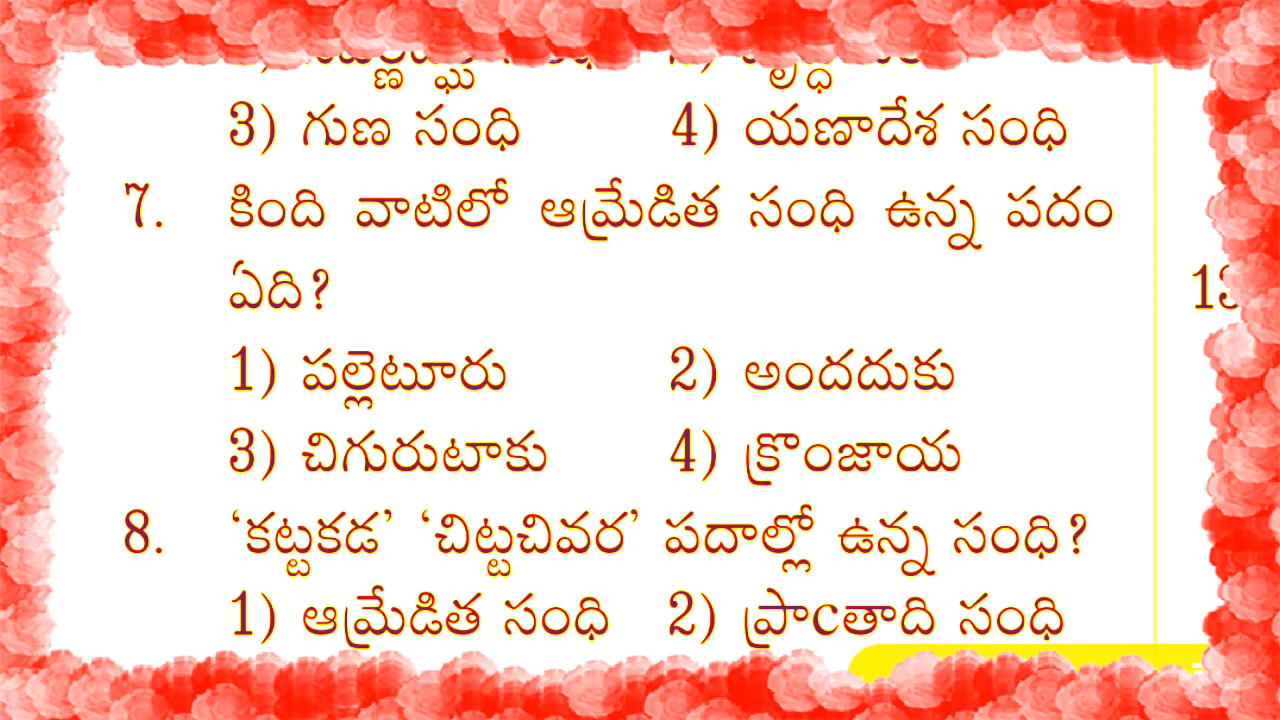 3) గుణ సంధి 4) యణాదేశ సంధి
7. కింది వాటిలో ఆమ్రేడిత సంధి ఉన్న పదం
ఏది?
1) పల్లెటూరు 2) అందదుకు
3) చిగురుటాకు 4) క్రొంజాయ
8. ‘కట్టకడ’ ‘చిట్టచివర’ పదాల్లో ఉన్న సంధి?
1) ఆమ్రేడిత సంధి 2) ప్రాcతాది సంధి